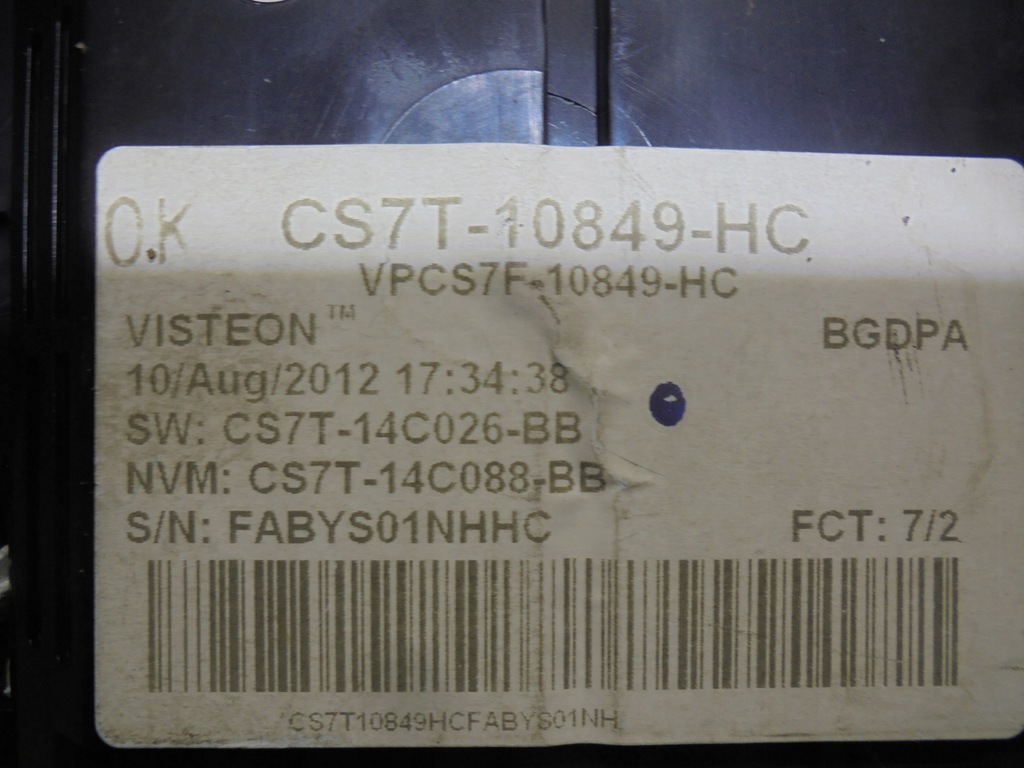 O.K CS7T-10849-HC
VPCS7F-10849-HC
VISTEON™ BGDPA
10/Aug/2012 17:34:38
SW: CS7T-14C026-BB
NVM: CS7T-14C088-BB
S/N: FABYS01NHHC FCT: 7/2
CS7T10849HCFABYS01NH